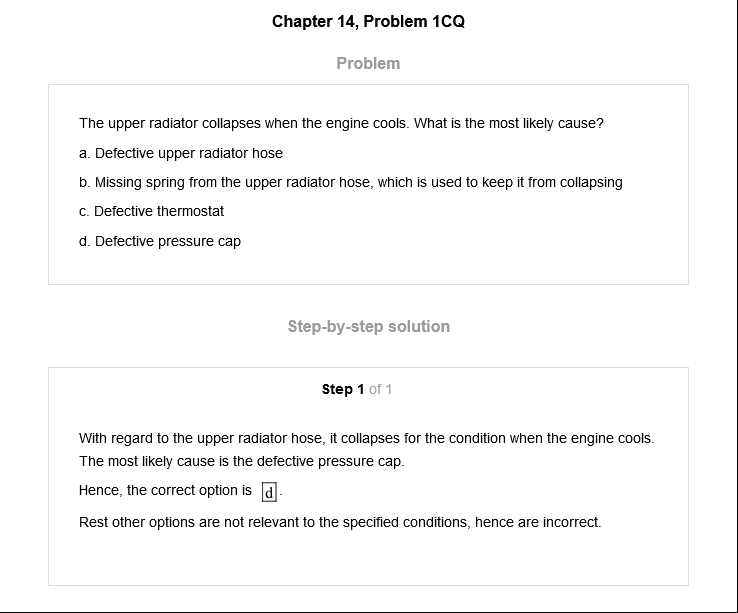 Chapter 14, Problem 1CQ
Problem
The upper radiator collapses when the engine cools. What is the most likely cause?
a. Defective upper radiator hose
b. Missing spring from the upper radiator hose, which is used to keep it from collapsing
c. Defective thermostat
d. Defective pressure cap
Step-by-step solution
Step 1 of 1
With regard to the upper radiator hose, it collapses for the condition when the engine cools.
The most likely cause is the defective pressure cap.
Hence, the correct option is d.
Rest other options are not relevant to the specified conditions, hence are incorrect.